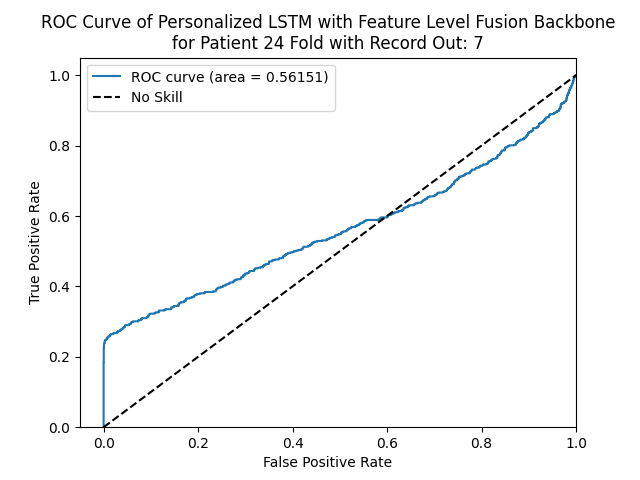 ROC Curve of Personalized LSTM with Feature Level Fusion Backbone
for Patient 24 Fold with Record Out: 7
ROC curve (area = 0.56151)
No Skill
1.0
0.8
0.6
0.4
0.2
0.0
True Positive Rate
0.0 0.2 0.4 0.6 0.8 1.0
False Positive Rate